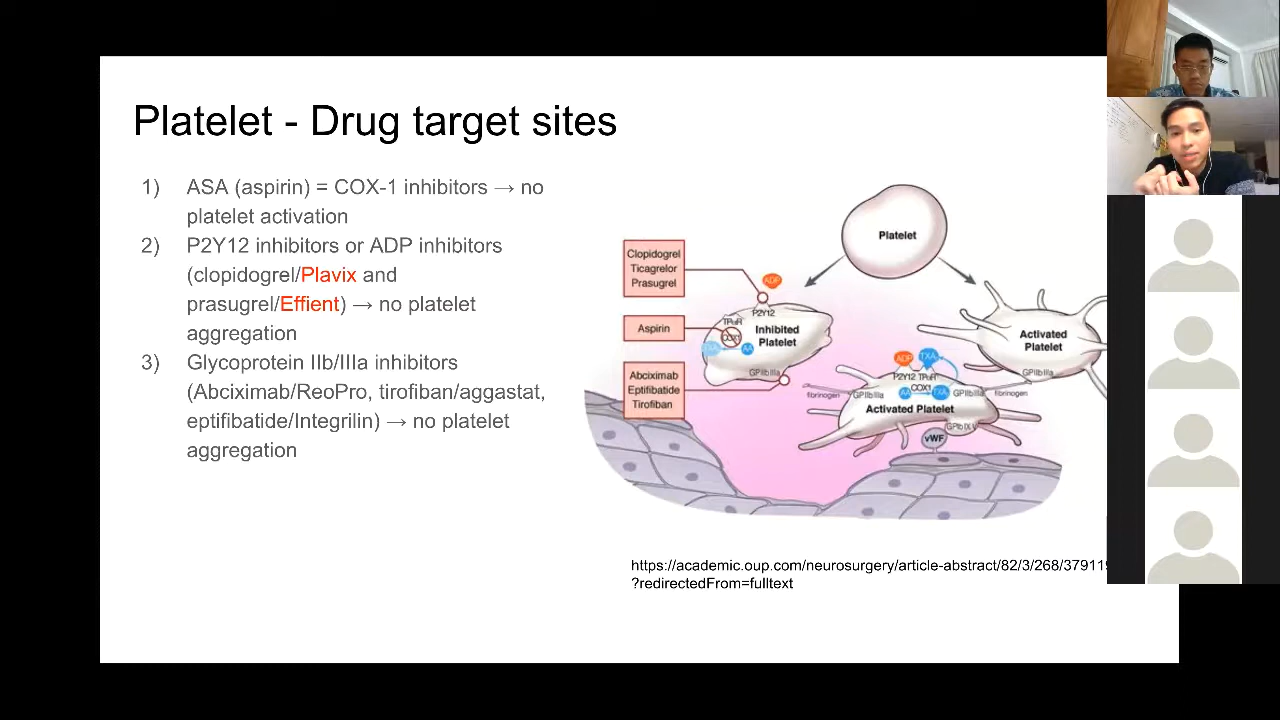 Platelet - Drug target sites
1) ASA (aspirin) = COX-1 inhibitors → no
platelet activation
2) P2Y12 inhibitors or ADP inhibitors
(clopidogrel/Plavix and
prasugrel/Effient) → no platelet
aggregation
3) Glycoprotein IIb/IIIa inhibitors
(Abciximab/ReoPro, tirofiban/aggastat,
eptifibatide/Integrilin) → no platelet
aggregation
Platelet
Clopidogrel
Ticagrelor
Prasugrel
ADP
P2Y12
Aspirin
COX1
AA
Inhibited
Platelet
GPIIbIIIa
Abciximab
Eptifibatide
Tirofiban
Activated
Platelet
GPIIbIIIa
ADP TXA
P2Y12
COX1
AA TXA
fibrinogen GPIIbIIIa GPIIbIIIa fibrinogen
Activated Platelet
vWF
https://academic.oup.com/neurosurgery/article-abstract/82/3/268/379119
?redirectedFrom=fulltext